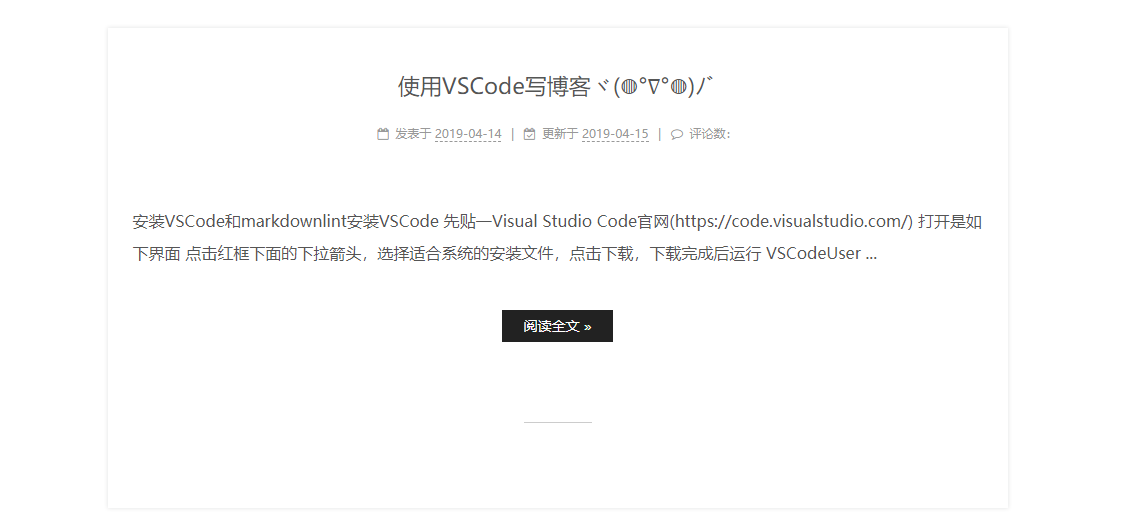 使用VSCode写博客ヾ(◍°∇°◍)ﾉﾞ
发表于 2019-04-14 | 更新于 2019-04-15 | 评论数：
安装VSCode和markdownlint安装VSCode 先贴一Visual Studio Code官网(https://code.visualstudio.com/) 打开是如
下界面 点击红框下面的下拉箭头，选择适合系统的安装文件，点击下载，下载完成后运行 VSCodeUser ...
阅读全文 »